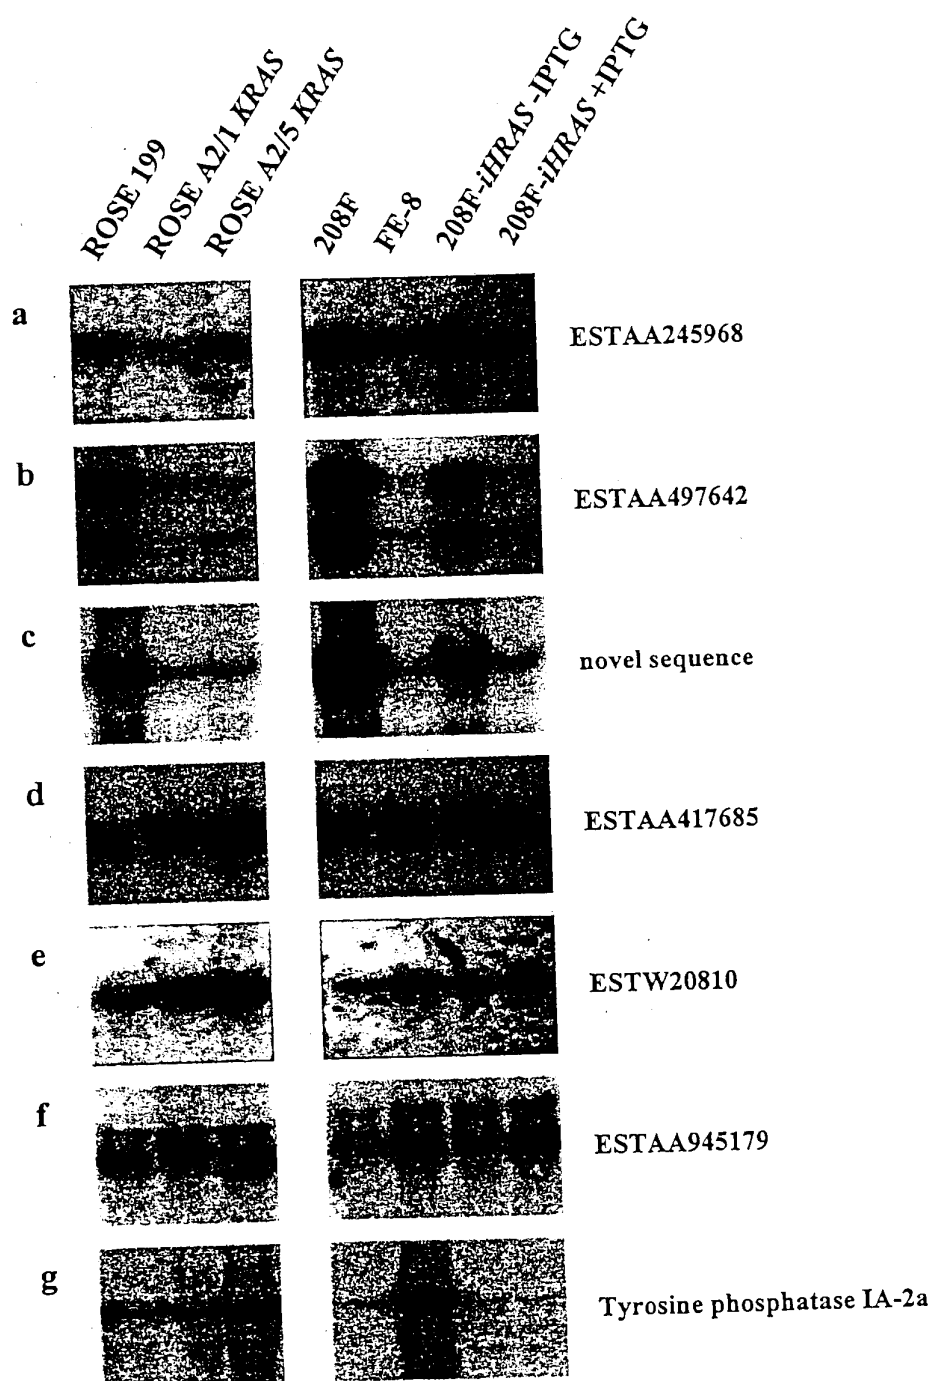 ROSE 199
ROSE A2/1 KRAS
ROSE A2/5 KRAS
208F
FE-8
208F-iHRAS -IPTG
208F-iHRAS +IPTG
a
ESTAA245968
b
ESTAA497642
c
novel sequence
d
ESTAA417685
e
ESTW20810
f
ESTAA945179
g
Tyrosine phosphatase IA-2a